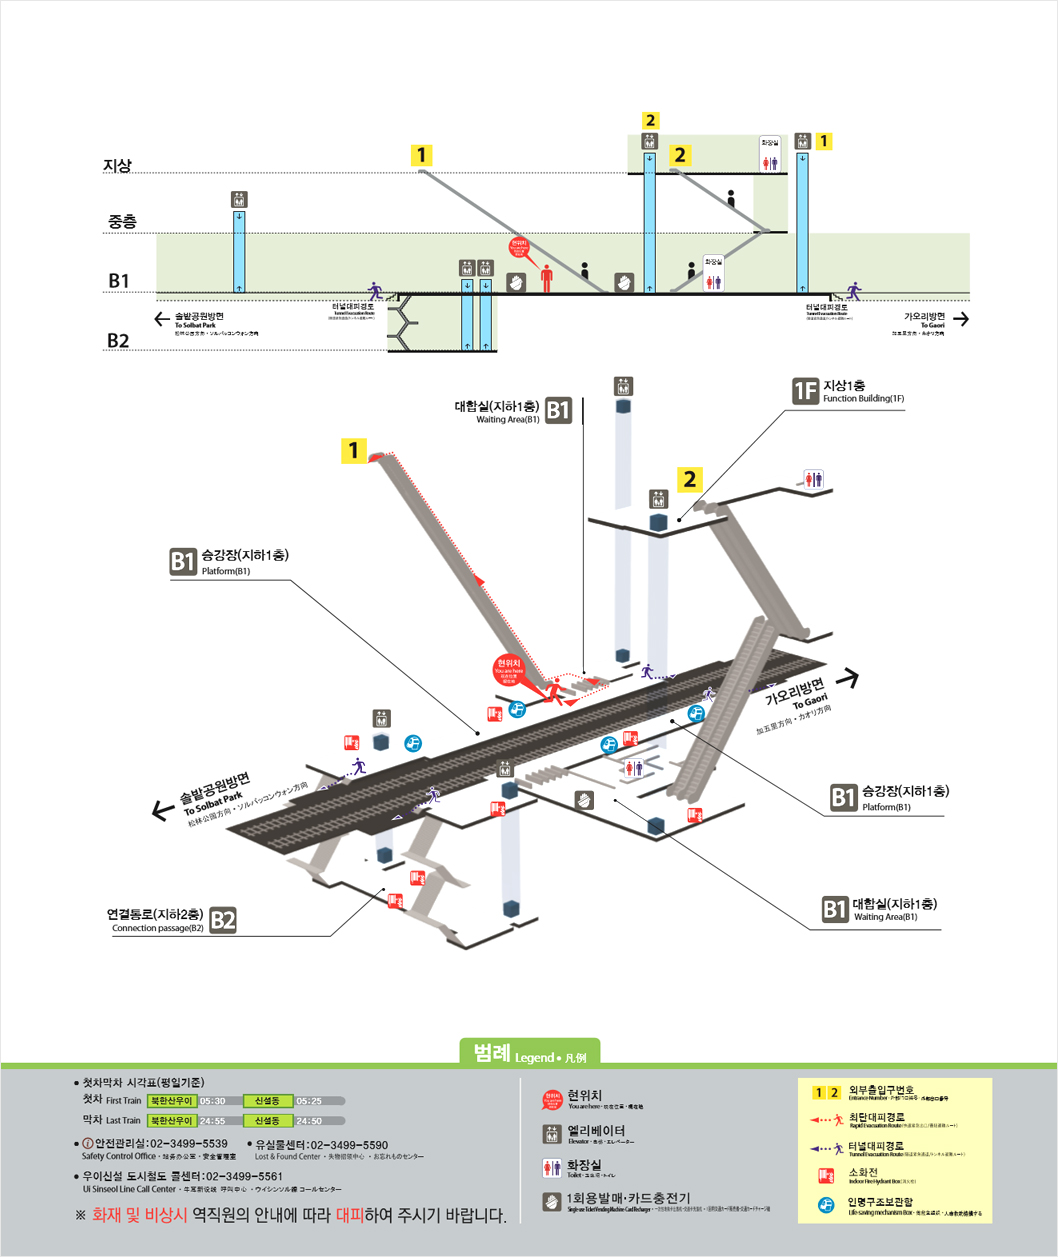 2
1
2
1
화장실
지상
중층
현위치
You are here
화장실
B1
터널대피경로
Tunnel Evacuation Route
터널대피경로
Tunnel Evacuation Route
솔밭공원방면
To Solbat Park
松林公园方向・ソルバッコンウォン方向
가오리방면
To Gaori
加五里方向・カオリ方向
B2
대합실(지하1층)
Waiting Area(B1)
B1
1F
지상1층
Function Building(1F)
1
2
B1
승강장(지하1층)
Platform(B1)
현위치
You are here
가오리방면
To Gaori
加五里方向・カオリ方向
솔밭공원방면
To Solbat Park
松林公园方向・ソルバッコンウォン方向
B1
승강장(지하1층)
Platform(B1)
B1
대합실(지하1층)
Waiting Area(B1)
연결통로(지하2층)
Connection passage(B2)
B2
범례 Legend • 凡例
• 첫차막차 시각표(평일기준)
첫차 First Train 북한산우이 05:30 신설동 05:25
막차 Last Train 북한산우이 24:55 신설동 24:50
• 안전관리실:02-3499-5539 • 유실물센터:02-3499-5590
Safety Control Office
Lost & Found Center
• 우이신설 도시철도 콜센터:02-3499-5561
Ui Sinseol Line Call Center
※ 화재 및 비상시 역직원의 안내에 따라 대피하여 주시기 바랍니다.
현위치
You are here
엘리베이터
Elevator
화장실
Toilet
1회용발매·카드충전기
Single-use Ticket Vending Machine·Card Recharger
1 2 외부출입구번호
Entrance Number
최단대피경로
Rapid Evacuation Route
터널대피경로
Tunnel Evacuation Route
소화전
Indoor Fire Hydrant Box
인명구조보관함
Life-saving mechanism Box